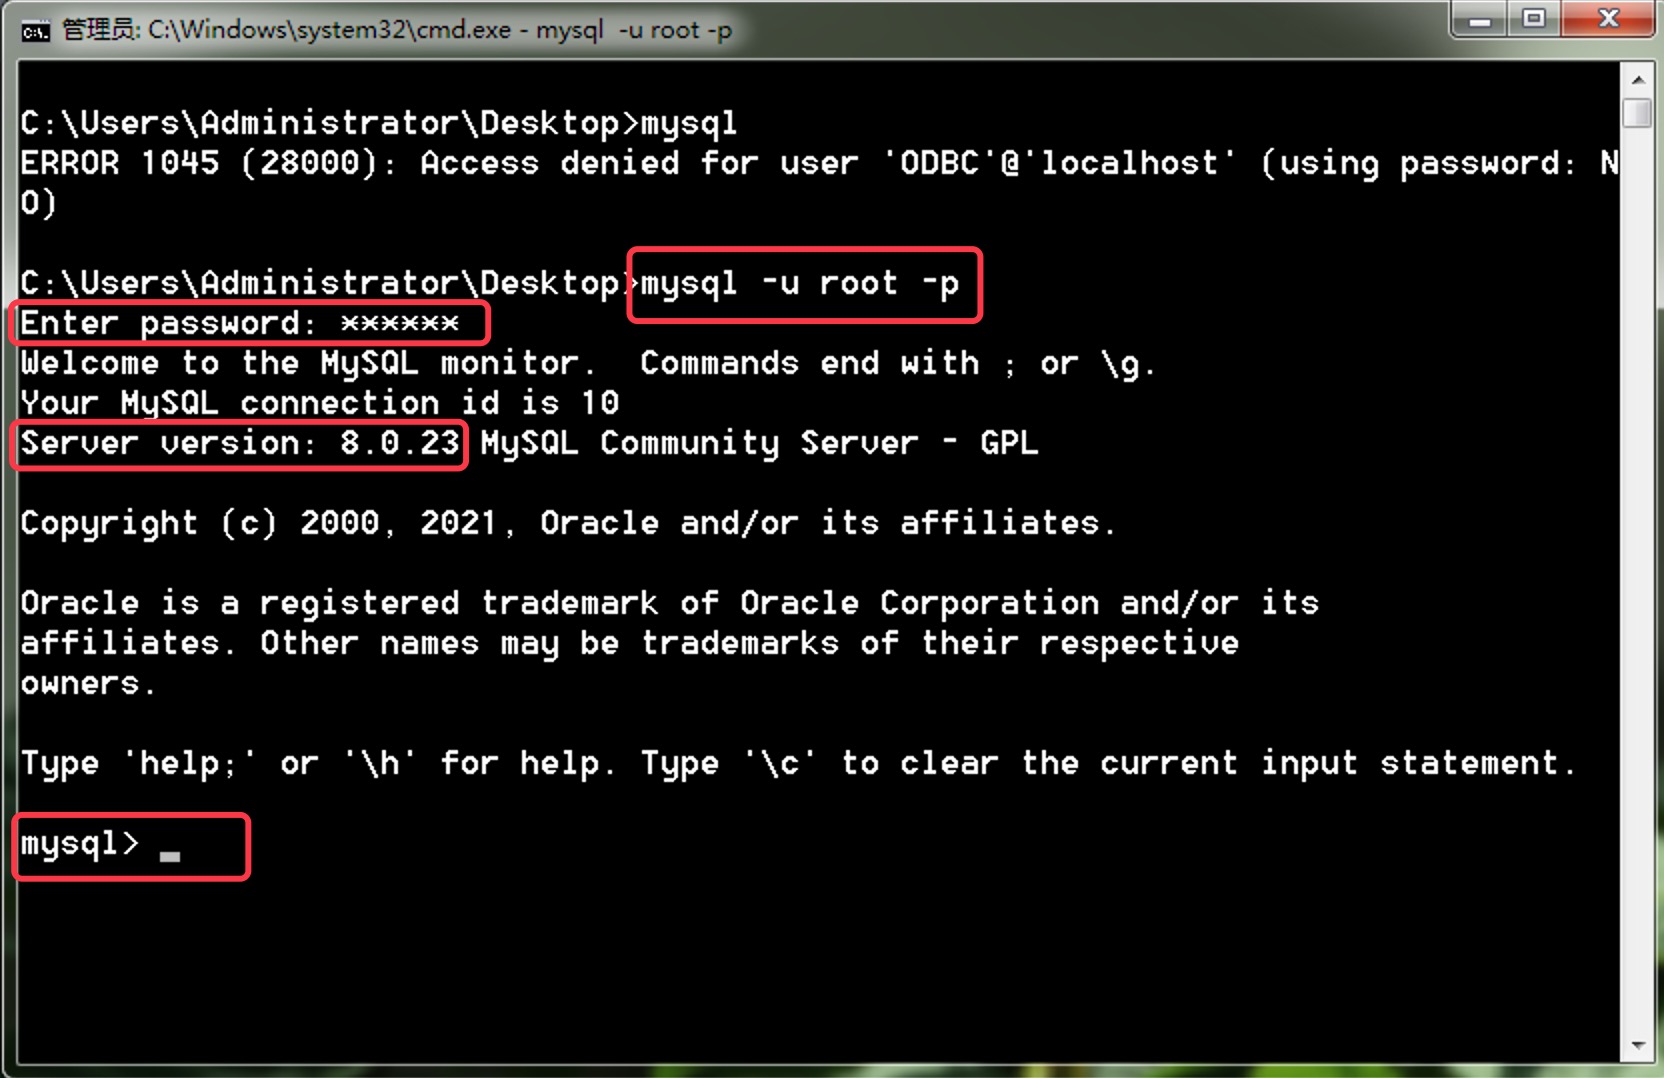 管理员: C:\Windows\system32\cmd.exe - mysql -u root -p
C:\Users\Administrator\Desktop>mysql
ERROR 1045 (28000): Access denied for user 'ODBC'@'localhost' (using password: N
O)
C:\Users\Administrator\Desktop>mysql -u root -p
Enter password: ******
Welcome to the MySQL monitor.  Commands end with ; or \g.
Your MySQL connection id is 10
Server version: 8.0.23 MySQL Community Server - GPL
Copyright (c) 2000, 2021, Oracle and/or its affiliates.
Oracle is a registered trademark of Oracle Corporation and/or its
affiliates. Other names may be trademarks of their respective
owners.
Type 'help;' or '\h' for help. Type '\c' to clear the current input statement.
mysql> _